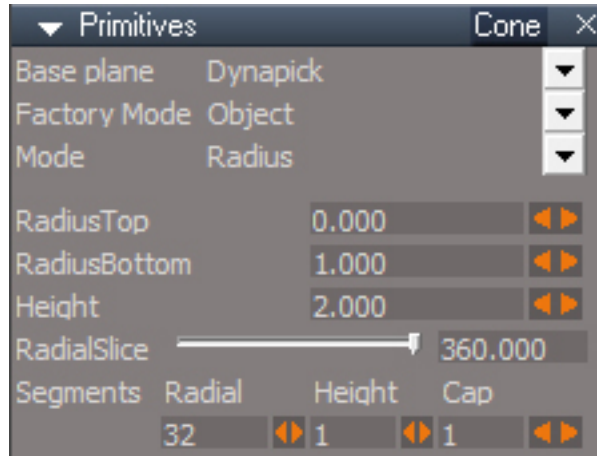 Primitives Cone
Base plane Dynapick
Factory Mode Object
Mode Radius
RadiusTop 0.000
RadiusBottom 1.000
Height 2.000
RadialSlice 360.000
Segments Radial Height Cap
32 1 1